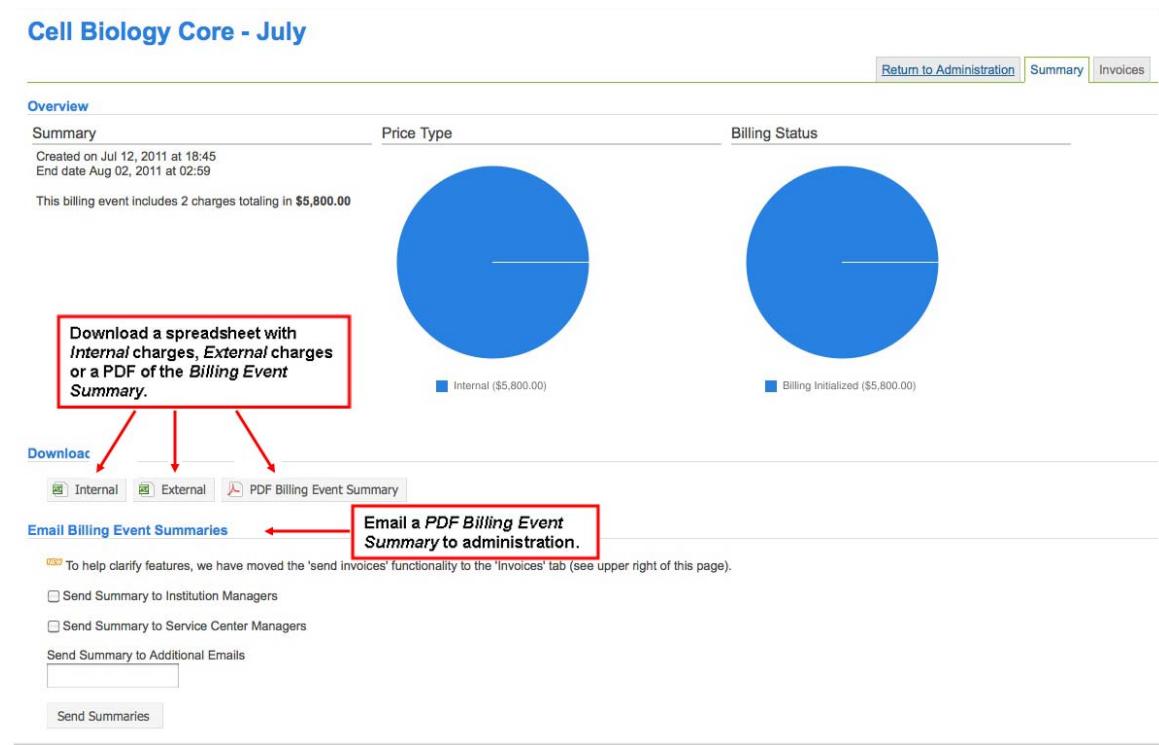 Cell Biology Core - July
Return to Administration Summary Invoices
Overview
Summary Price Type Billing Status
Created on Jul 12, 2011 at 18:45
End date Aug 02, 2011 at 02:59
This billing event includes 2 charges totaling in $5,800.00
Download a spreadsheet with
Internal charges, External charges
or a PDF of the Billing Event
Summary.
Internal ($5,800.00) Billing Initialized ($5,800.00)
Download
Internal External PDF Billing Event Summary
Email Billing Event Summaries
Email a PDF Billing Event
Summary to administration.
To help clarify features, we have moved the 'send invoices' functionality to the 'Invoices' tab (see upper right of this page).
Send Summary to Institution Managers
Send Summary to Service Center Managers
Send Summary to Additional Emails
Send Summaries